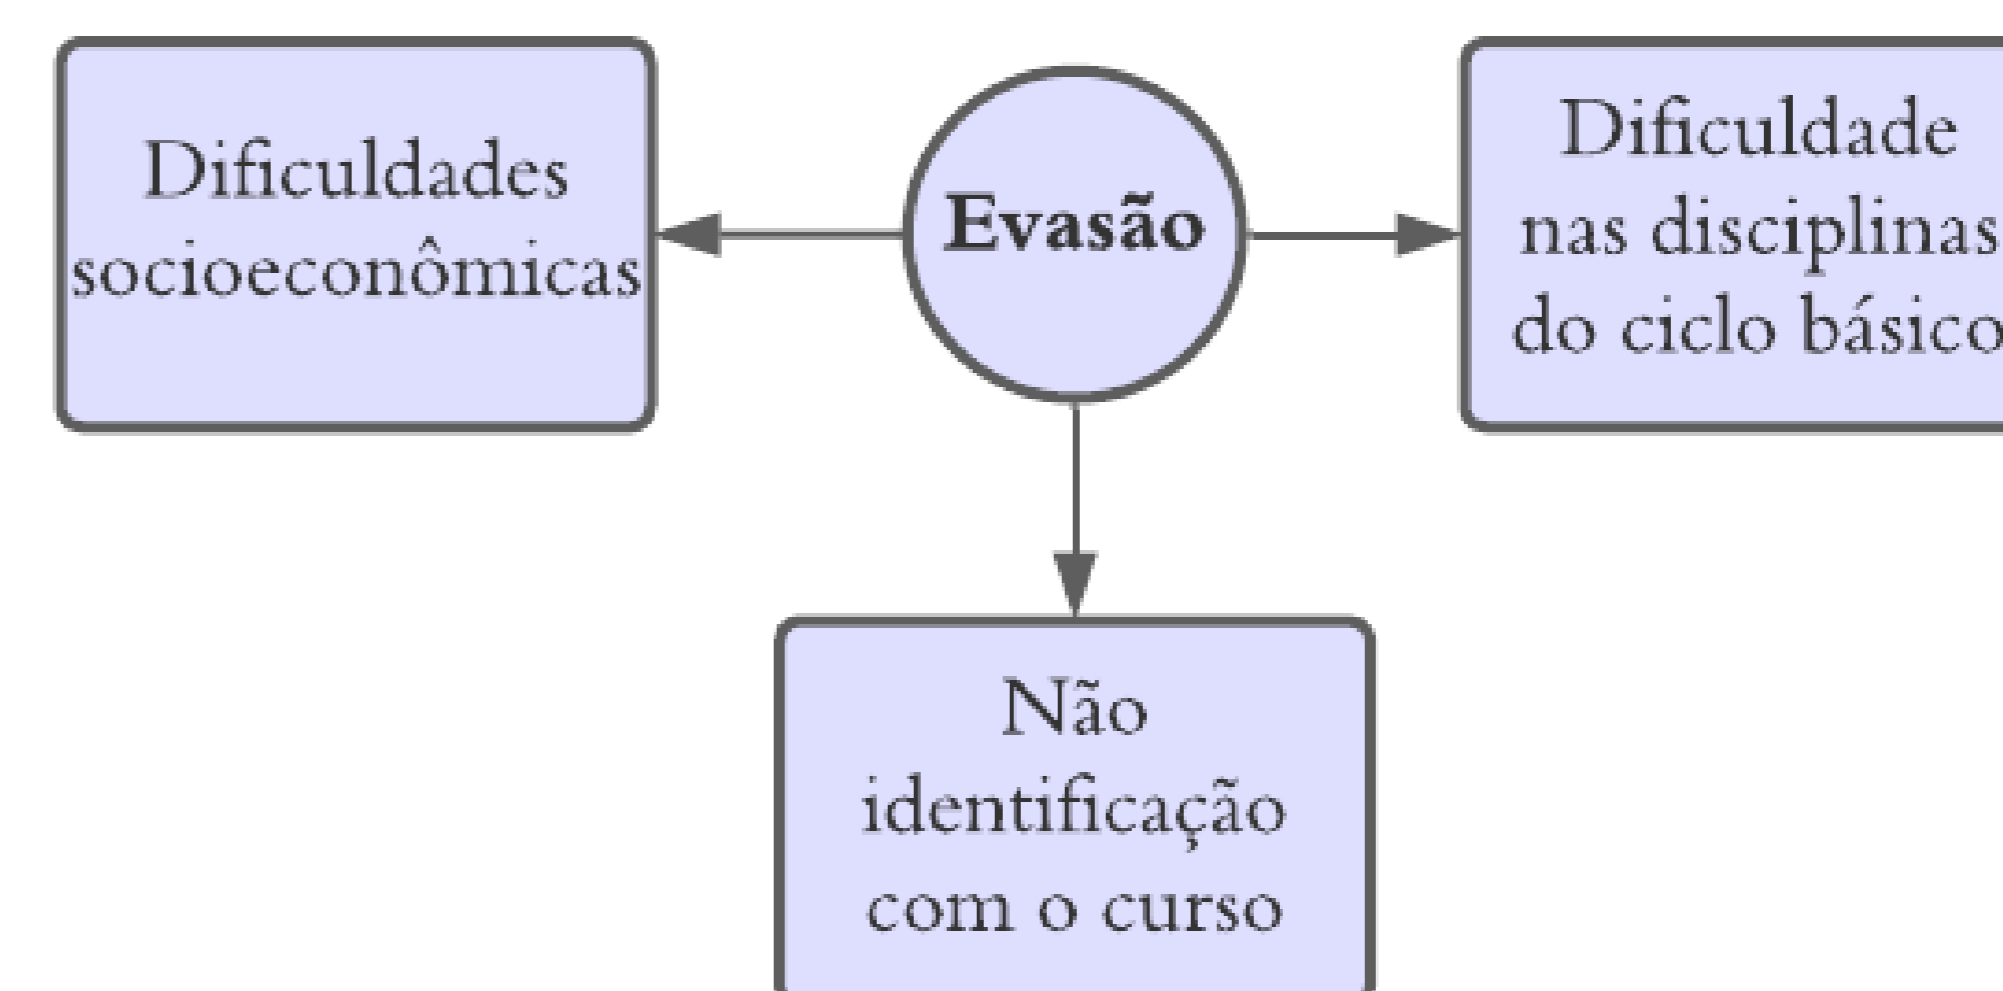 Dificuldades
socioeconômicas
Evasão
Dificuldade
nas disciplinas
do ciclo básico
Não
identificação
com o curso